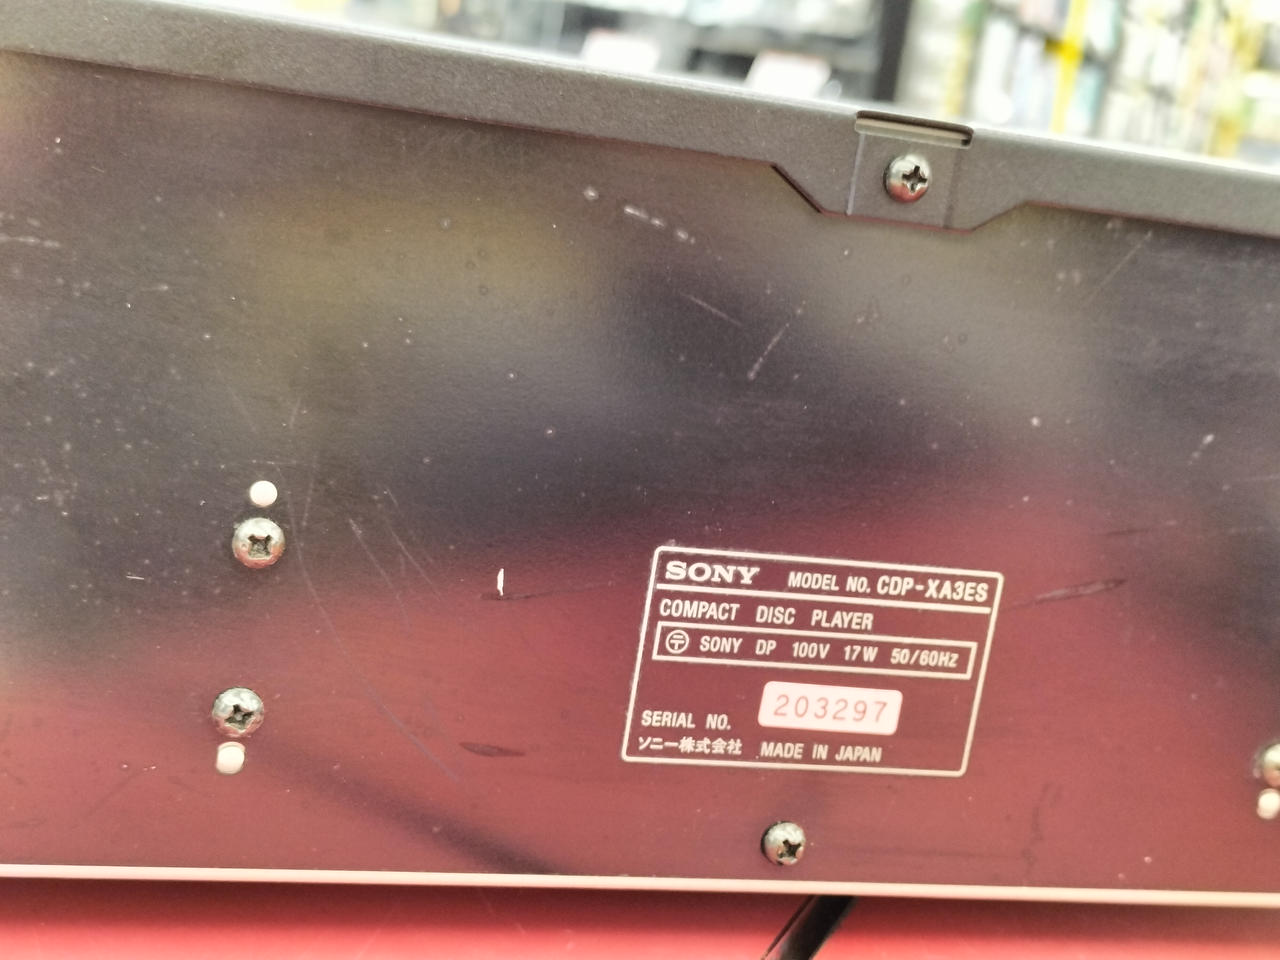 SONY MODEL NO. CDP-XA3ES
COMPACT DISC PLAYER
〒 SONY DP 100V 17W 50/60Hz
SERIAL NO. 203297
ソニー株式会社 MADE IN JAPAN